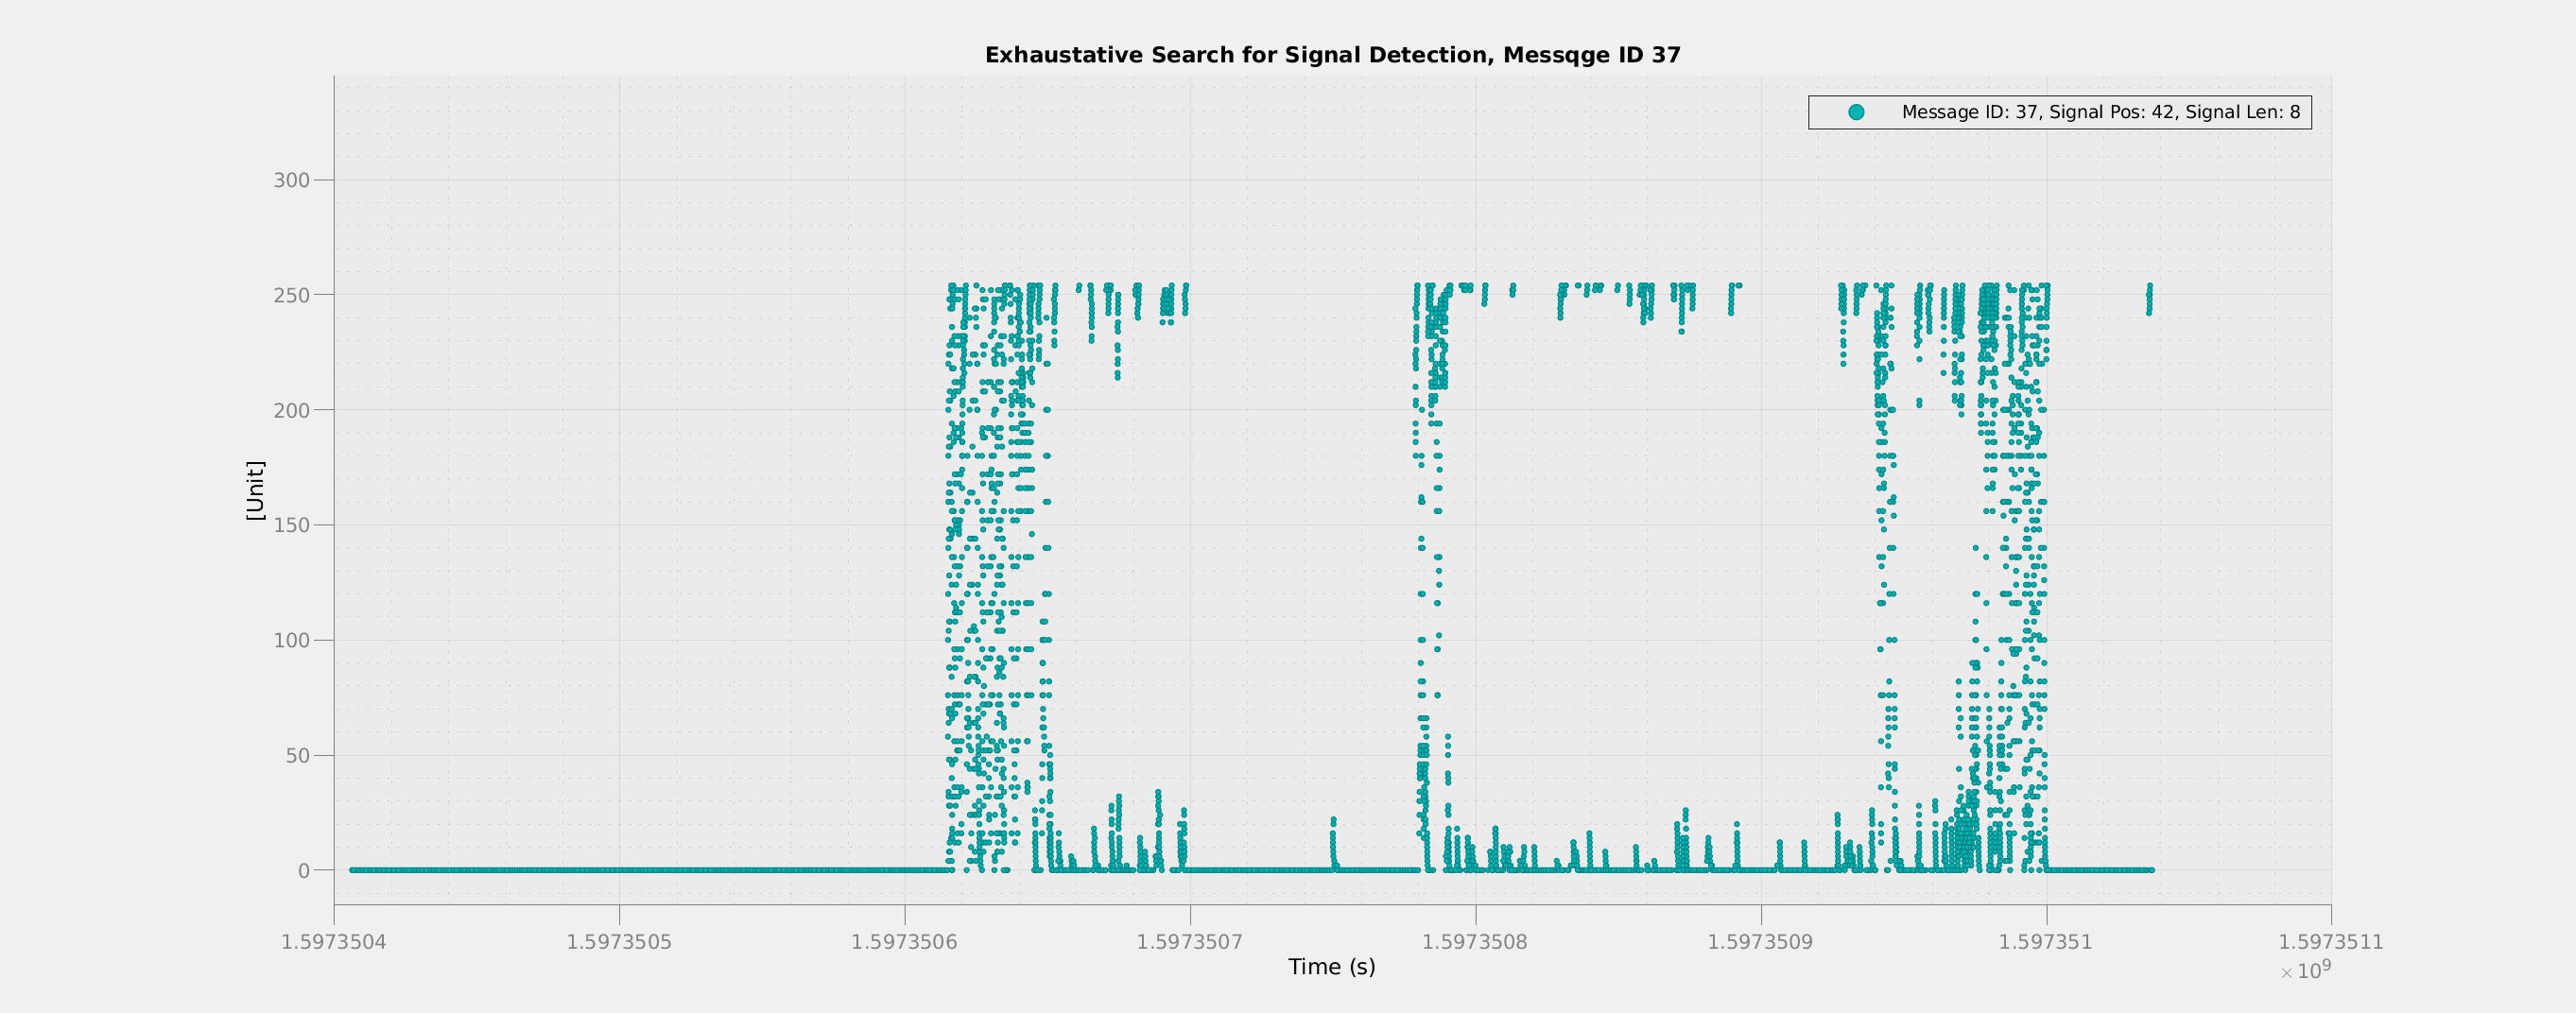 Exhaustative Search for Signal Detection, Messqge ID 37
Message ID: 37, Signal Pos: 42, Signal Len: 8
300
250
200
150
100
50
0
[Unit]
1.5973504 1.5973505 1.5973506 1.5973507 1.5973508 1.5973509 1.597351 1.5973511
Time (s)
× 10⁹